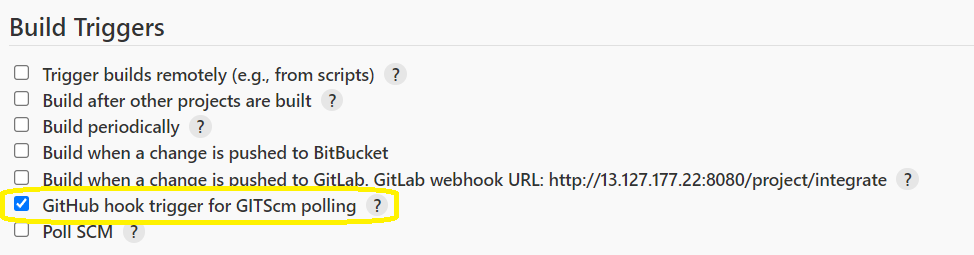 Build Triggers
Trigger builds remotely (e.g., from scripts) ?
Build after other projects are built ?
Build periodically ?
Build when a change is pushed to BitBucket
Build when a change is pushed to GitLab. GitLab webhook URL: http://13.127.177.22:8080/project/integrate ?
GitHub hook trigger for GITScm polling ?
Poll SCM ?